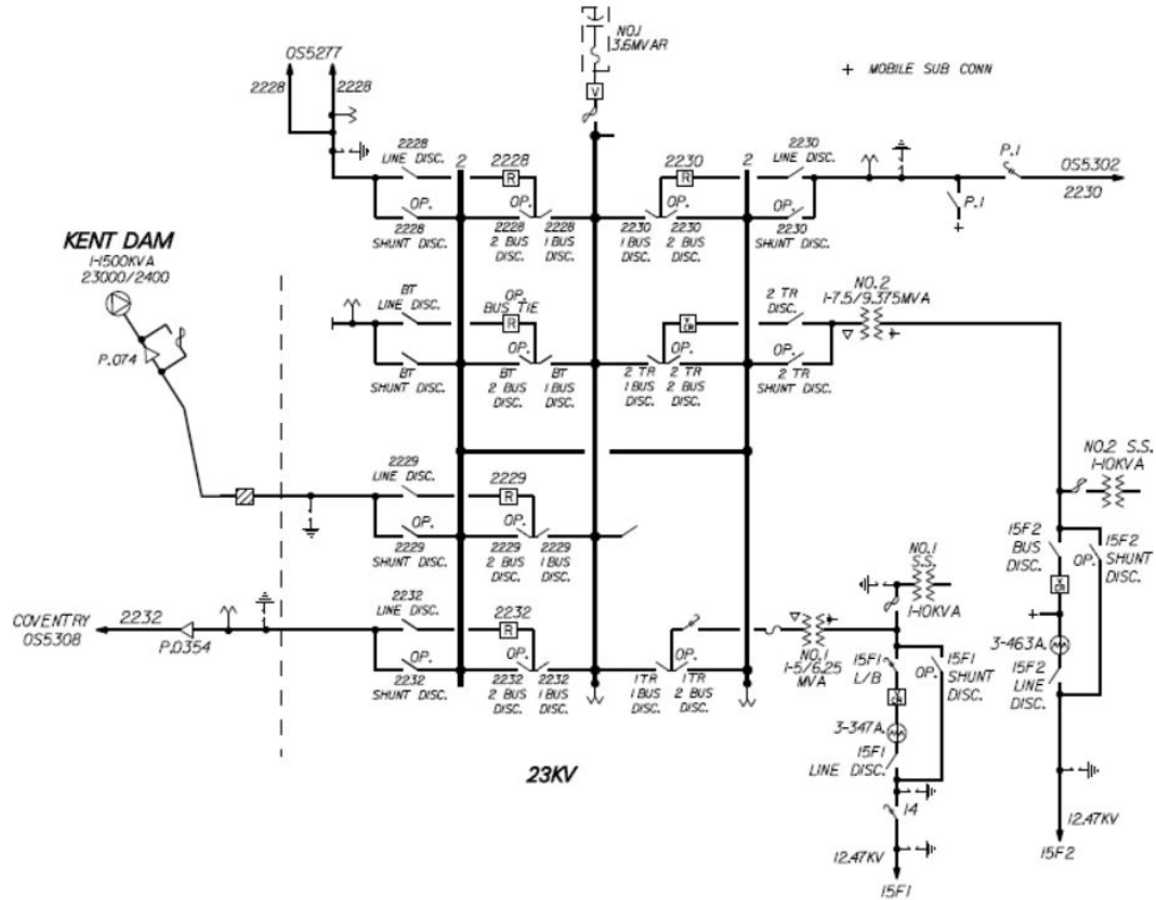 NO.1
3.6MVAR
+ MOBILE SUB CONN
OS5277
2228
2228
2228
LINE DISC.
2
2228
R
OP.
OP.
2228
SHUNT DISC.
2228
2 BUS
DISC.
2228
1 BUS
DISC.
V
2230
R
2
2230
LINE DISC.
OP.
OP.
2230
1 BUS
DISC.
2230
2 BUS
DISC.
2230
SHUNT DISC.
P.1
P.1
OS5302
2230
KENT DAM
1-1500KVA
23000/2400
P.074
BT
LINE DISC.
OP.
BUS TIE
R
OP.
BT
SHUNT DISC.
BT
2 BUS
DISC.
BT
1 BUS
DISC.
VCR
OP.
2 TR
1 BUS
DISC.
2 TR
2 BUS
DISC.
2 TR
DISC.
OP.
2 TR
SHUNT DISC.
NO.2
1-7.5/9.375MVA
2229
LINE DISC.
2229
R
OP.
OP.
2229
SHUNT DISC.
2229
2 BUS
DISC.
2229
1 BUS
DISC.
NO.2 S.S.
1-10KVA
15F2
BUS
DISC.
OP.
15F2
SHUNT
DISC.
VCR
3-463A.
15F2
LINE
DISC.
12.47KV
15F2
COVENTRY
OS5308
2232
P.0354
2232
LINE DISC.
2232
R
OP.
OP.
2232
SHUNT DISC.
2232
2 BUS
DISC.
2232
1 BUS
DISC.
OP.
1TR
1 BUS
DISC.
1TR
2 BUS
DISC.
NO.1
1-5/6.25
MVA
NO.1
S.S.
1-10KVA
15F1
L/B
OP.
15F1
SHUNT
DISC.
VCR
3-347A.
15F1
LINE DISC.
14
12.47KV
15F1
23KV